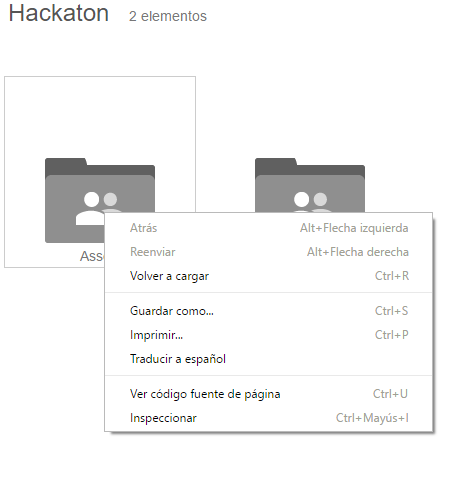 Hackaton 2 elementos
Atrás Alt+Flecha izquierda
Reenviar Alt+Flecha derecha
Volver a cargar Ctrl+R
Guardar como... Ctrl+S
Imprimir... Ctrl+P
Traducir a español
Ver código fuente de página Ctrl+U
Inspeccionar Ctrl+Mayús+I